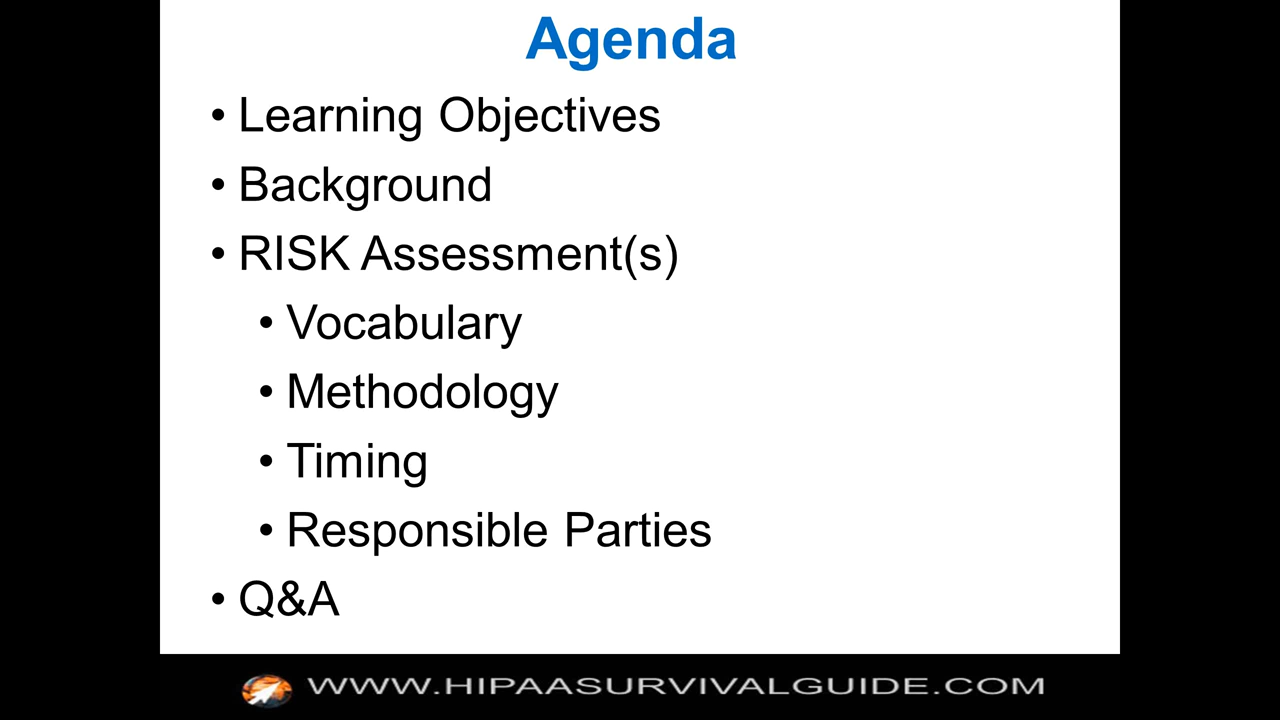 Agenda
• Learning Objectives
• Background
• RISK Assessment(s)
• Vocabulary
• Methodology
• Timing
• Responsible Parties
• Q&A
WWW.HIPAASURVIVALGUIDE.COM